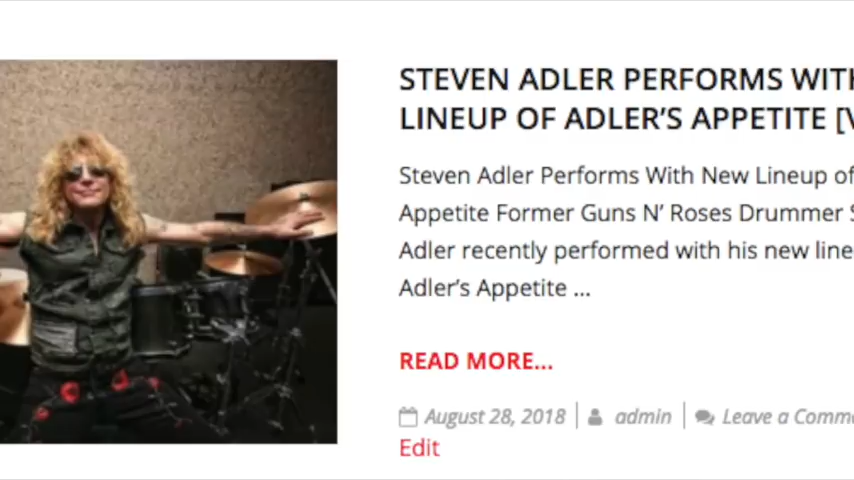 STEVEN ADLER PERFORMS WITH
LINEUP OF ADLER’S APPETITE [V
Steven Adler Performs With New Lineup of
Appetite Former Guns N’ Roses Drummer S
Adler recently performed with his new line
Adler’s Appetite ...
READ MORE...
August 28, 2018 admin Leave a Comme
Edit